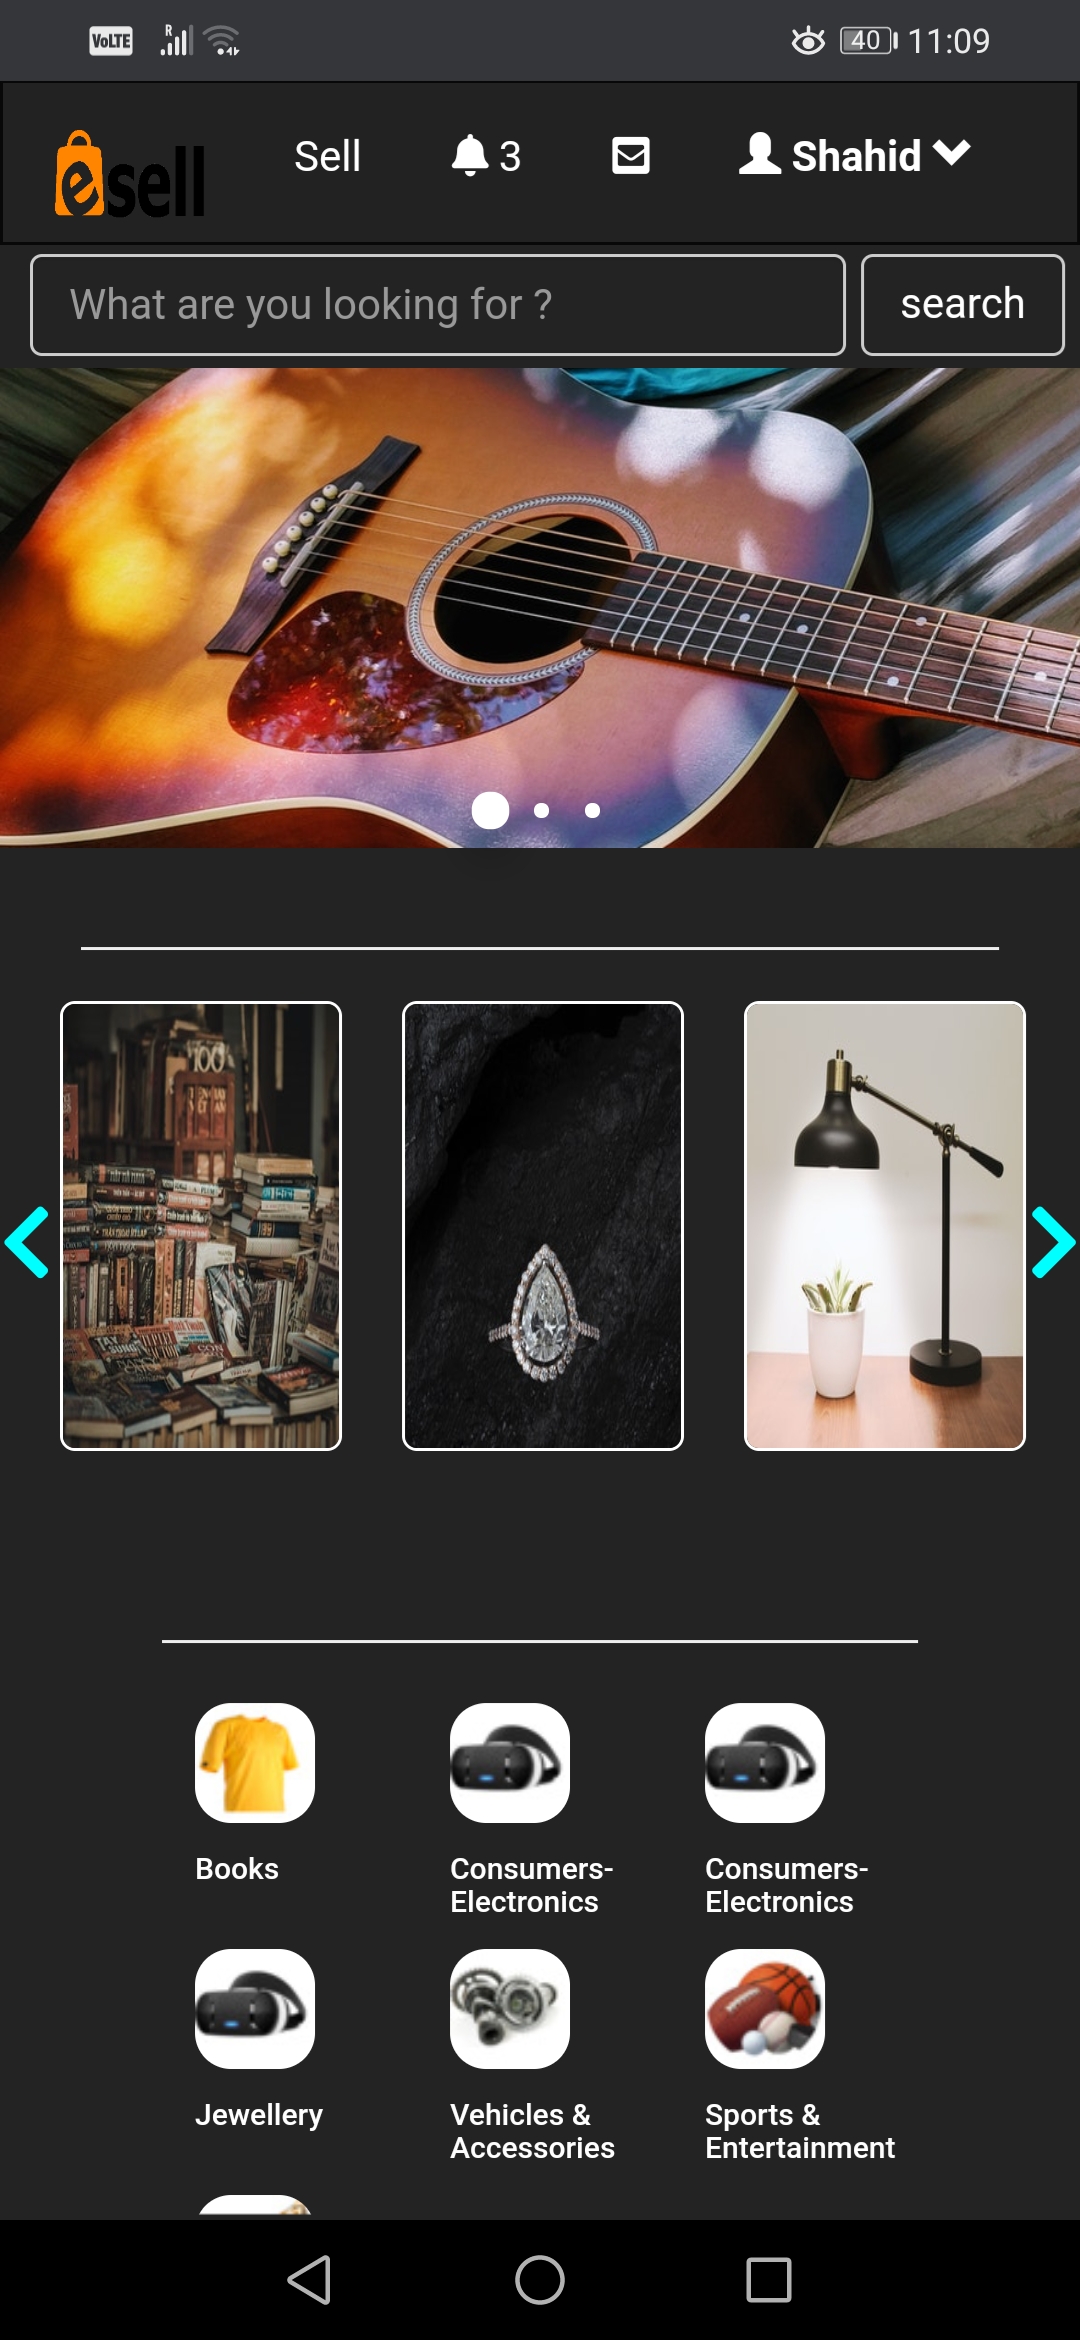 VoLTE R 40 11:09
esell Sell 3 Shahid
What are you looking for ? search
100
Books
Consumers-
Electronics
Consumers-
Electronics
Jewellery
Vehicles &
Accessories
Sports &
Entertainment